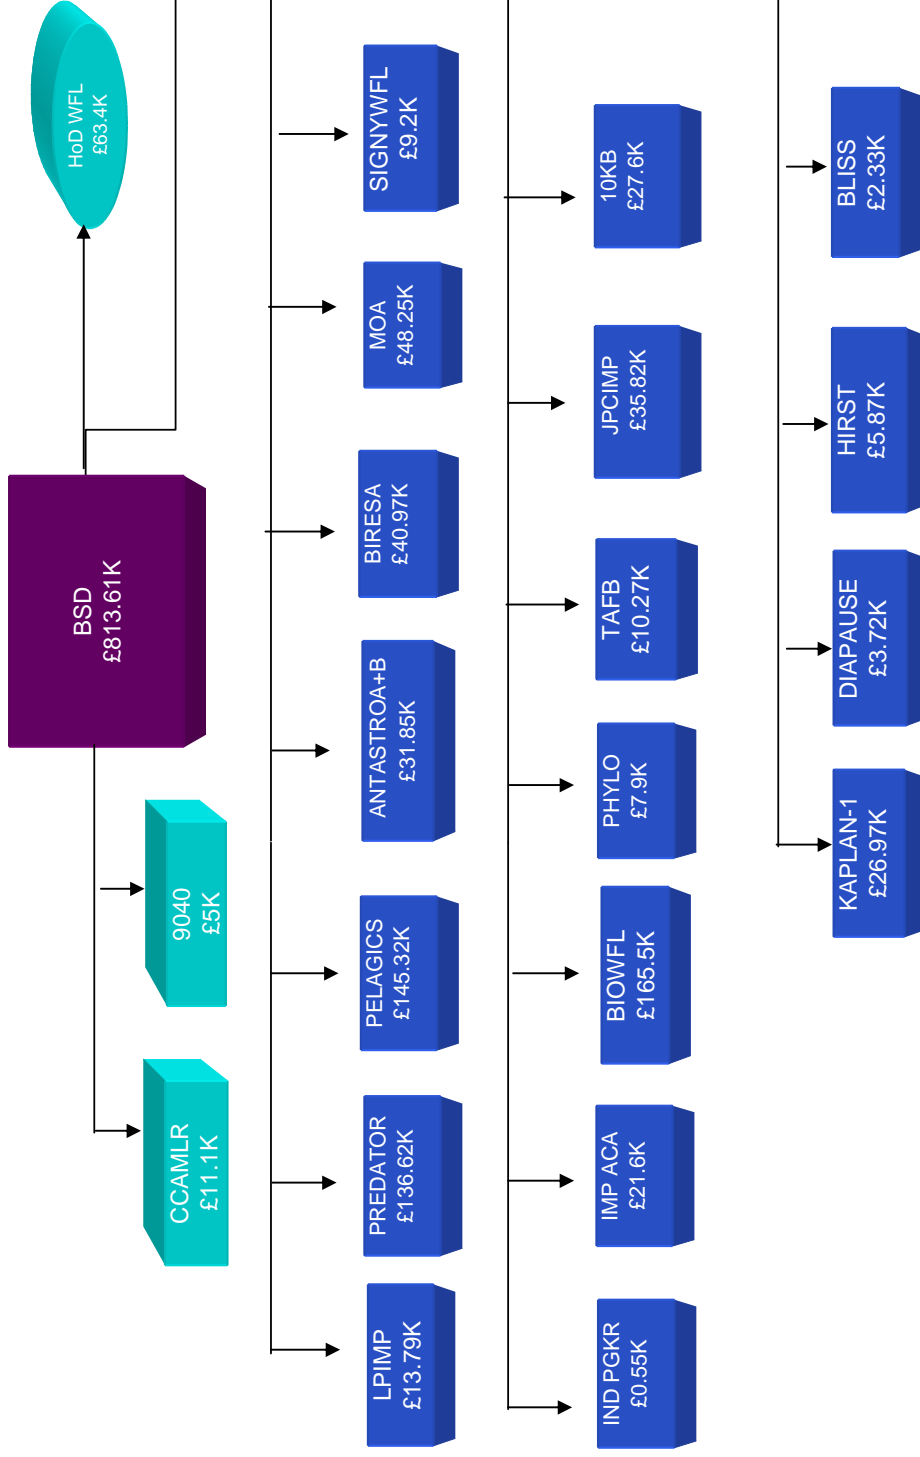 BSD
£813.61K
HoD WFL
£63.4K
CCAMLR
£11.1K
9040
£5K
LPIMP
£13.79K
PREDATOR
£136.62K
PELAGICS
£145.32K
ANTASTROA+B
£31.85K
BIRESA
£40.97K
MOA
£48.25K
SIGNYWFL
£9.2K
IND PGKR
£0.55K
IMP ACA
£21.6K
BIOWFL
£165.5K
PHYLO
£7.9K
TAFB
£10.27K
JPCIMP
£35.82K
10KB
£27.6K
KAPLAN-1
£26.97K
DIAPAUSE
£3.72K
HIRST
£5.87K
BLISS
£2.33K